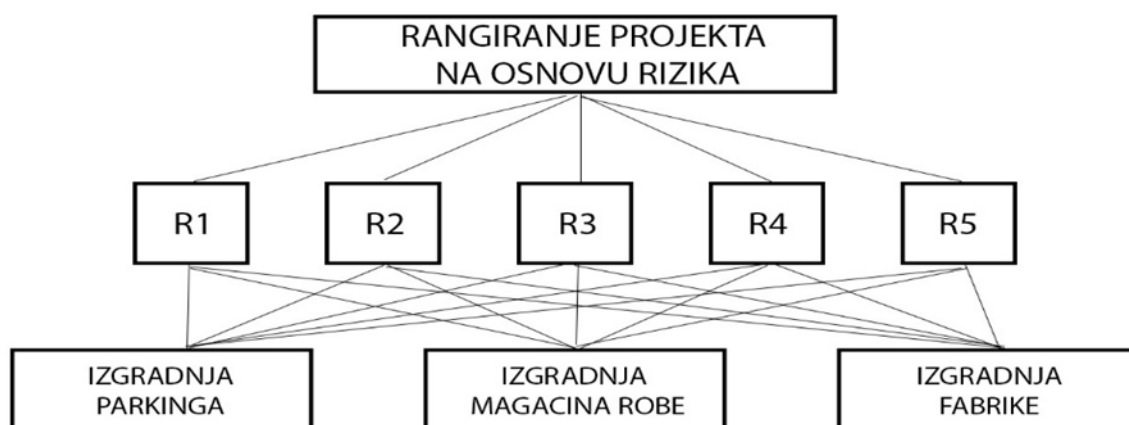 RANGIRANJE PROJEKTA
NA OSNOVU RIZIKA
R1
R2
R3
R4
R5
IZGRADNJA
PARKINGA
IZGRADNJA
MAGACINA ROBE
IZGRADNJA
FABRIKE